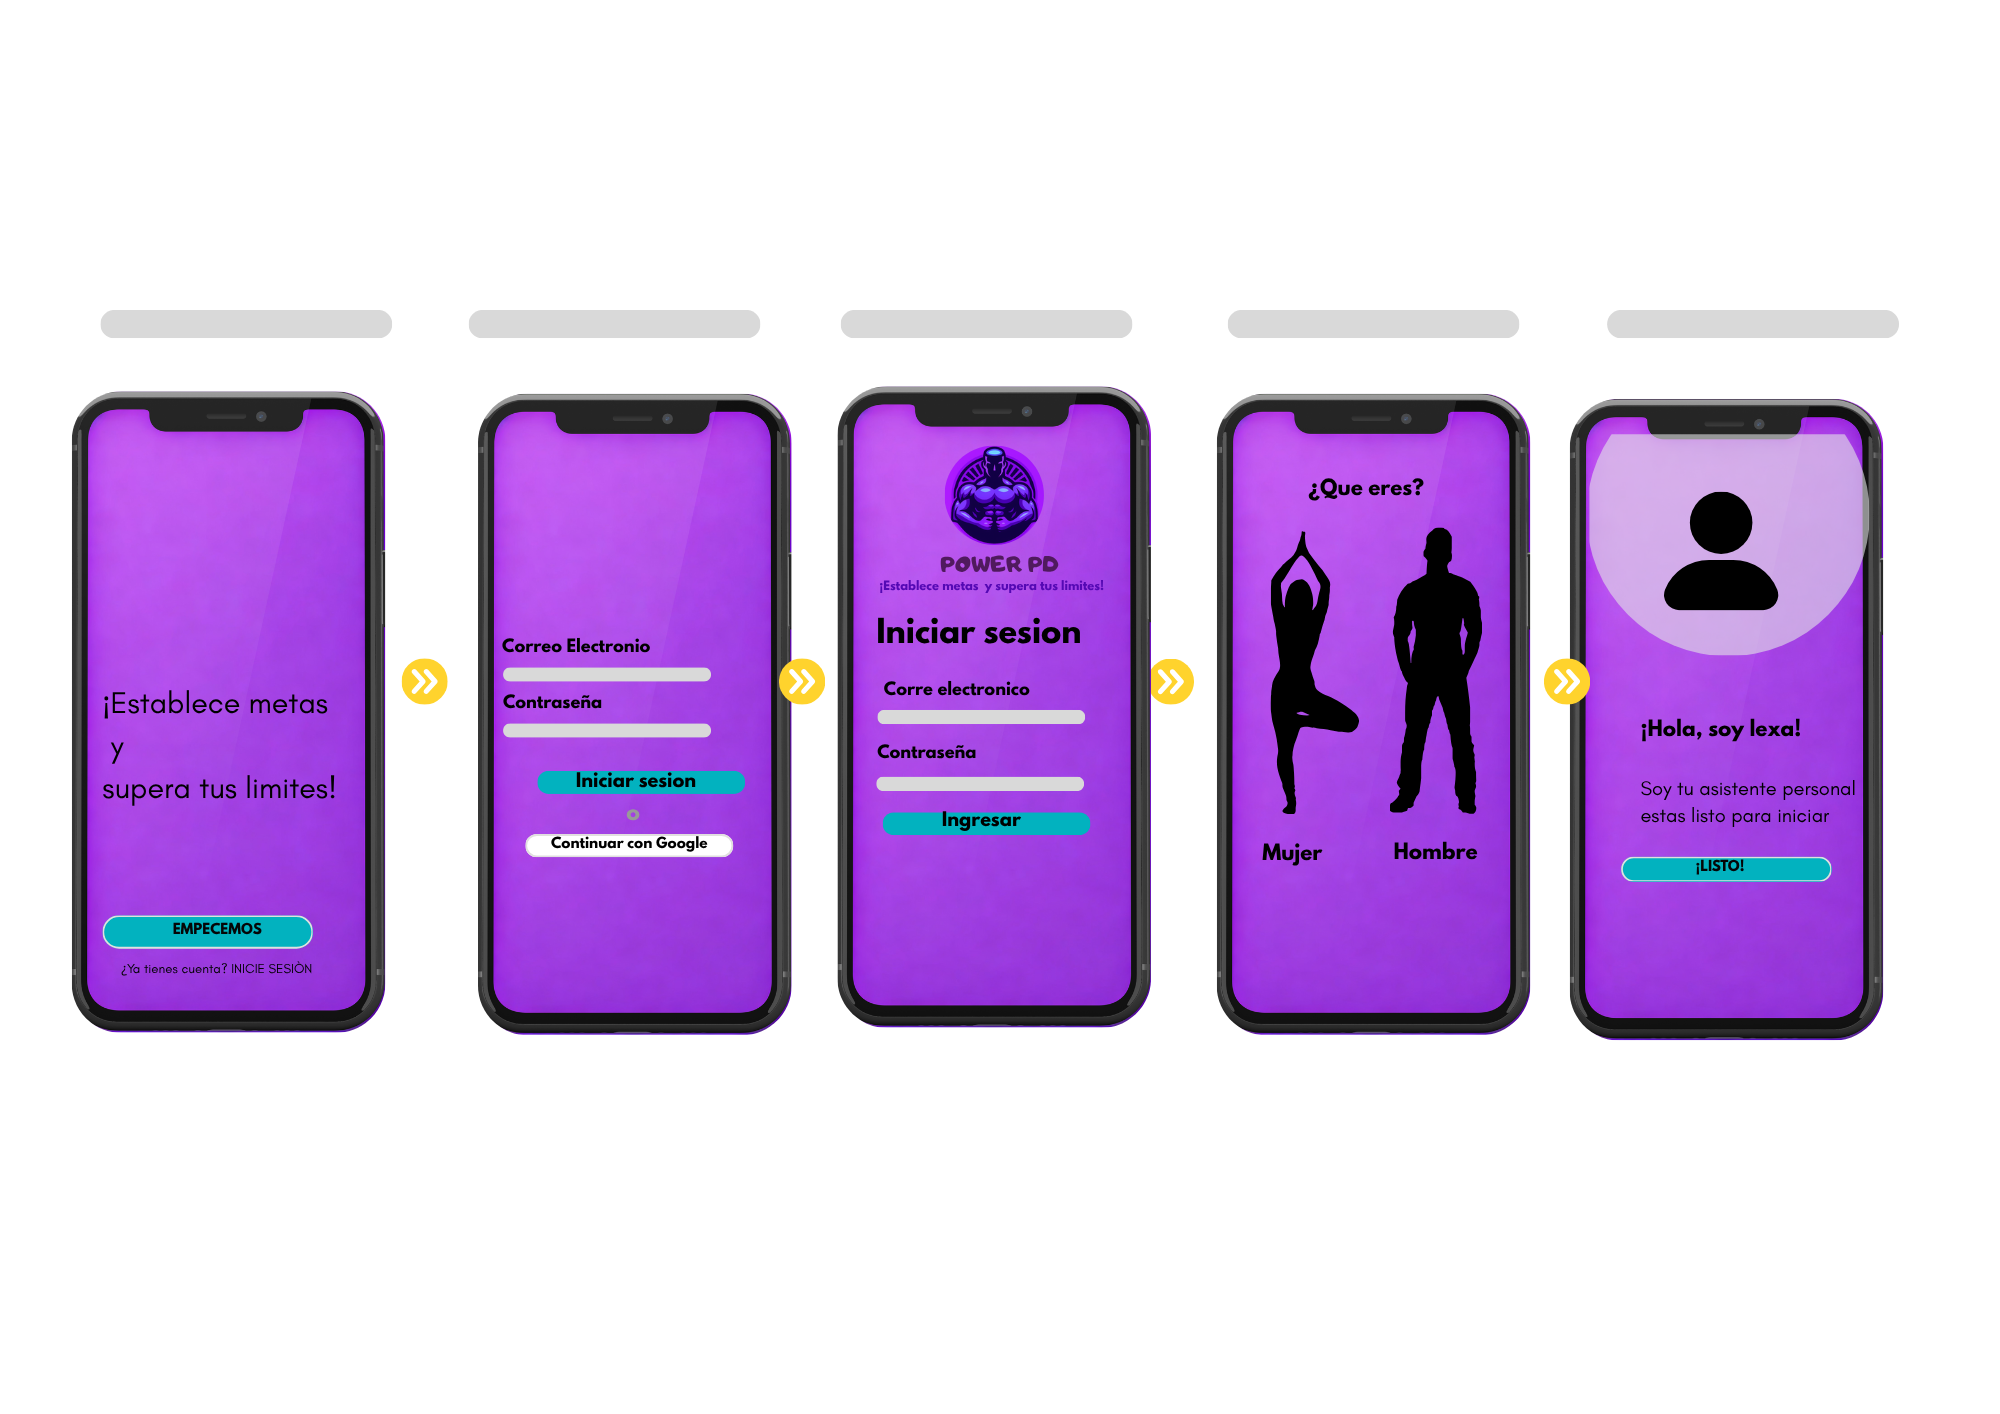 ¡Establece metas
y
supera tus limites!
EMPECEMOS
¿Ya tienes cuenta? INICIE SESIÒN
Correo Electronio
Contraseña
Iniciar sesion
o
Continuar con Google
POWER PD
¡Establece metas y supera tus limites!
Iniciar sesion
Corre electronico
Contraseña
Ingresar
¿Que eres?
Mujer
Hombre
¡Hola, soy lexa!
Soy tu asistente personal
estas listo para iniciar
¡LISTO!